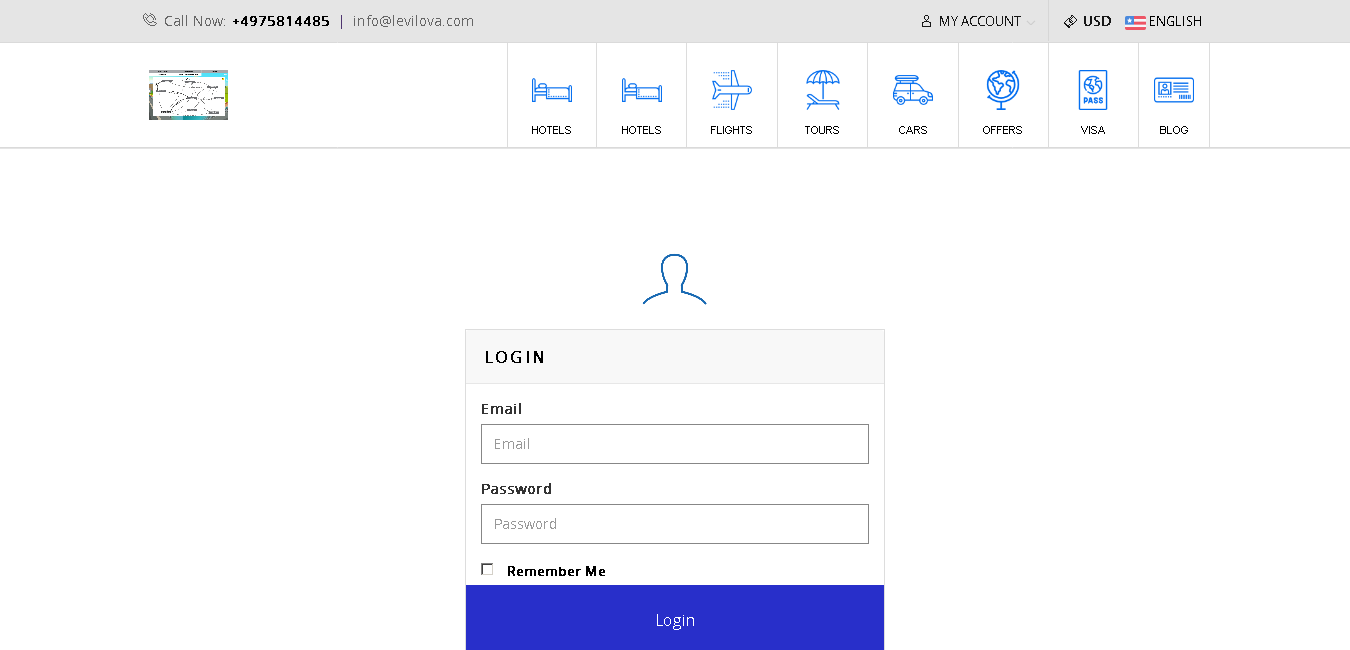 Call Now: +4975814485 | info@levilova.com MY ACCOUNT USD ENGLISH
HOTELS HOTELS FLIGHTS TOURS CARS OFFERS VISA BLOG
PASS
LOGIN
Email
Email
Password
Password
Remember Me
Login